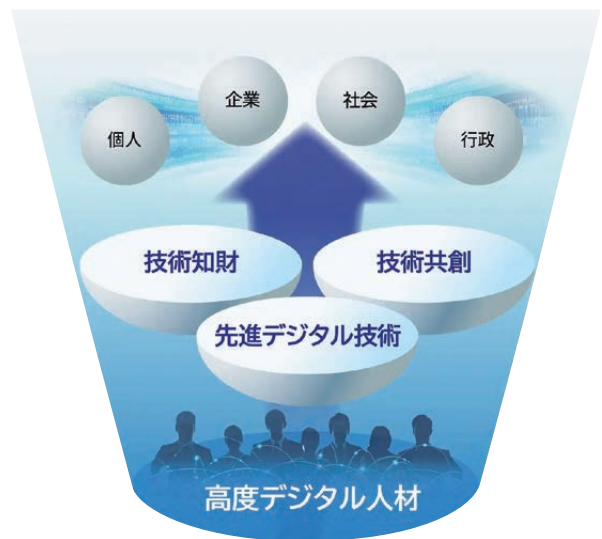 個人
企業
社会
行政
技術知財
技術共創
先進デジタル技術
高度デジタル人材